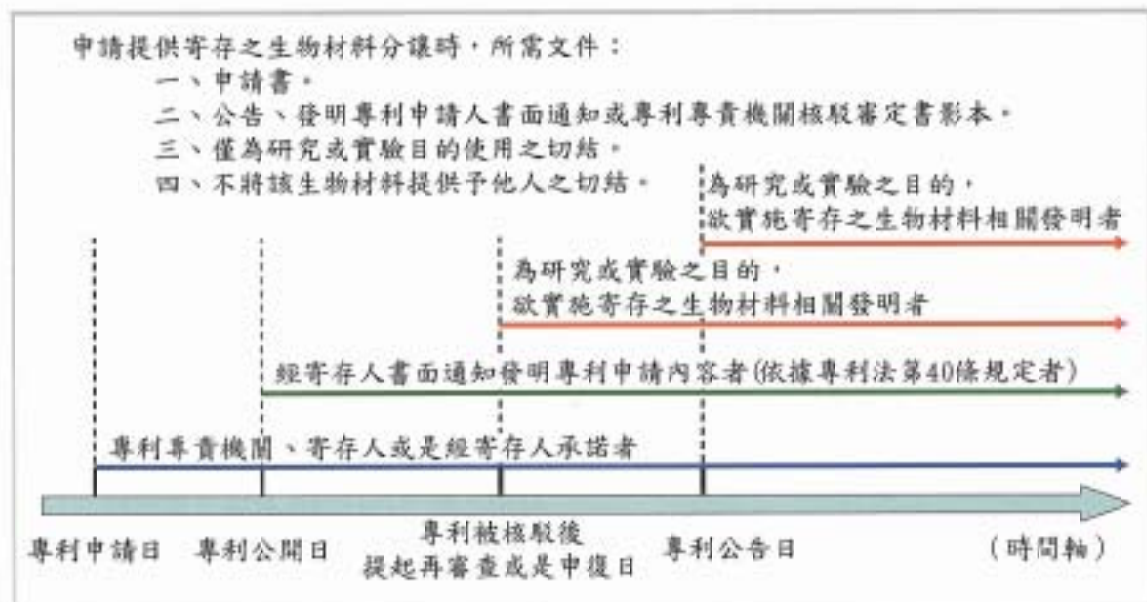 申請提供寄存之生物材料分讓時，所需文件：
一、申請書。
二、公告、發明專利申請人書面通知或專利專責機關核駁審定書影本。
三、僅為研究或實驗目的使用之切結。
四、不將該生物材料提供予他人之切結。
為研究或實驗之目的，
欲實施寄存之生物材料相關發明者
為研究或實驗之目的，
欲實施寄存之生物材料相關發明者
經寄存人書面通知發明專利申請內容者(依據專利法第40條規定者)
專利專責機關、寄存人或是經寄存人承諾者
專利申請日
專利公開日
專利被核駁後
提起再審查或是申復日
專利公告日
(時間軸)